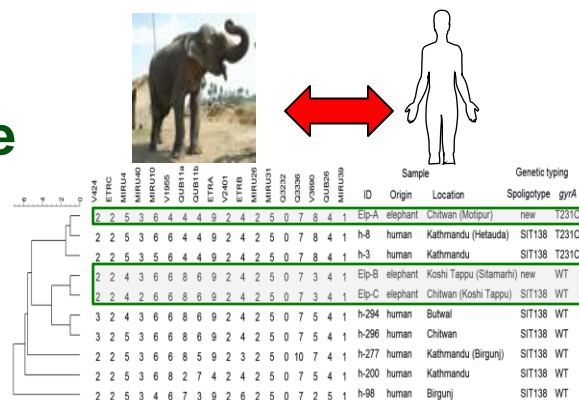 e
Sample Genetic typing
V424 ETRC MIRU4 MIRU40 MIRU10 V1955 QUB11a QUB11b ETRA V2401 ETRB MIRU26 MIRU31 Q3232 Q3336 V3690 QUB26 MIRU39 ID Origin Location Spoligotype gyrA
2 2 5 3 6 4 4 4 9 2 4 2 5 0 7 8 4 1 Elp-A elephant Chitwan (Motipur) new T231C
2 2 5 3 6 6 4 4 9 2 4 2 5 0 7 8 4 1 h-8 human Kathmandu (Hetauda) SIT138 T231C
2 2 5 3 5 6 4 4 9 2 4 2 5 0 7 8 4 1 h-3 human Kathmandu SIT138 T231C
2 2 4 3 6 6 8 6 9 2 4 2 5 0 7 3 4 1 Elp-B elephant Koshi Tappu (Sitamarhi) new WT
2 2 4 2 6 6 8 6 9 2 4 2 5 0 7 3 4 1 Elp-C elephant Chitwan (Koshi Tappu) SIT138 WT
3 2 4 3 6 6 8 6 9 2 4 2 5 0 7 5 4 1 h-294 human Butwal SIT138 WT
3 2 5 3 6 6 8 6 9 2 4 2 5 0 7 5 4 1 h-296 human Chitwan SIT138 WT
2 2 5 3 6 6 8 5 9 2 3 2 5 0 10 7 4 1 h-277 human Kathmandu (Birgunj) SIT138 WT
2 2 5 3 6 8 2 7 4 2 4 2 5 0 7 5 4 1 h-200 human Kathmandu SIT138 WT
2 2 5 3 4 6 7 3 9 2 6 2 5 0 7 2 5 1 h-98 human Birgunj SIT138 WT